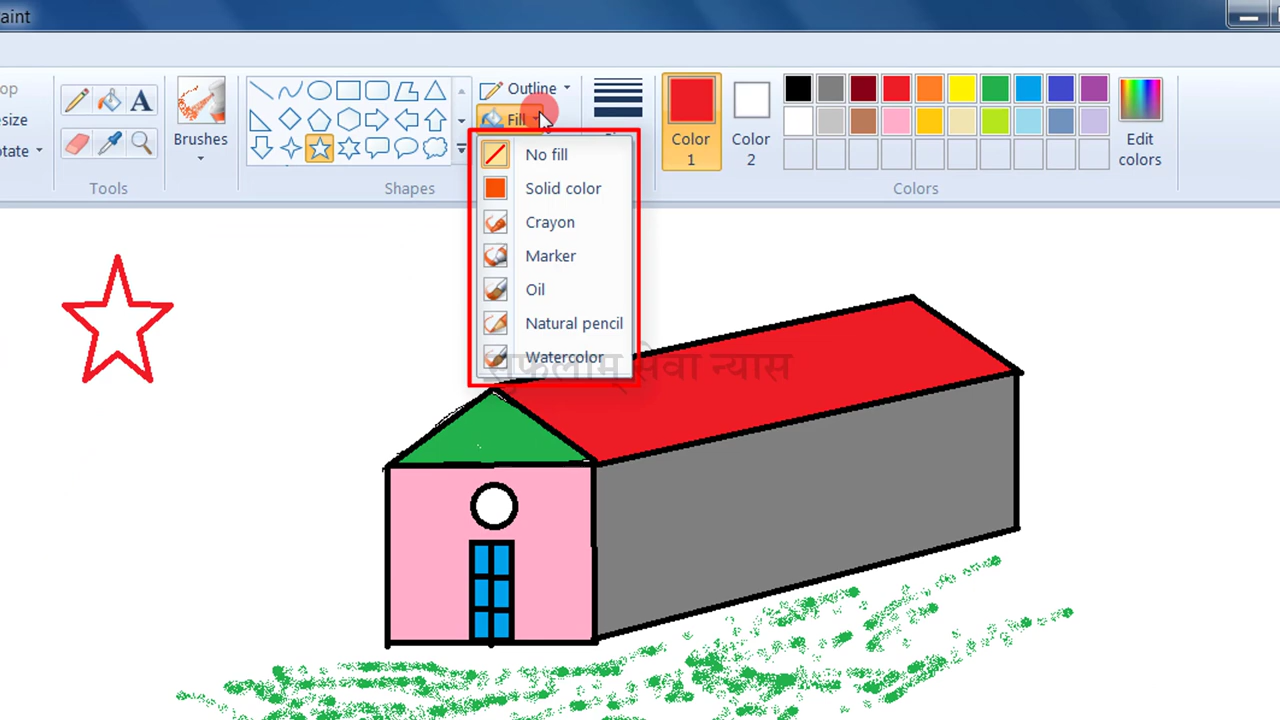 aint
op
esize
otate
Tools
Brushes
Shapes
Outline
Fill
No fill
Solid color
Crayon
Marker
Oil
Natural pencil
Watercolor
Color
1
Color
2
Edit
colors
Colors
सुफलाम् सेवा न्यास